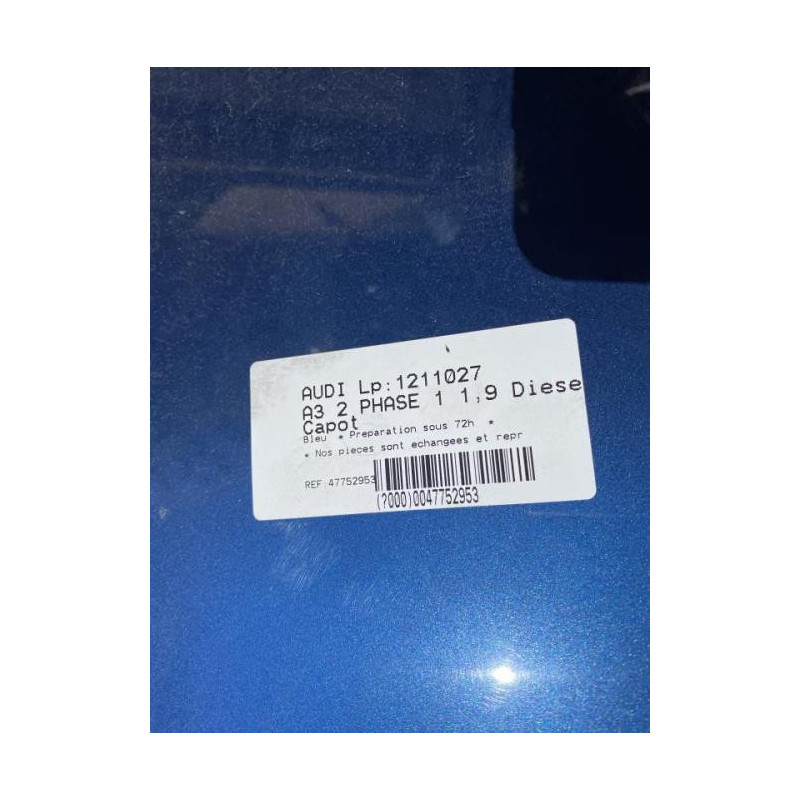 AUDI Lp:1211027
A3 2 PHASE 1 1,9 Diese
Capot
Bleu * Preparation sous 72h *
* Nos pieces sont echangees et repr
REF:47752953
(?000)0047752953